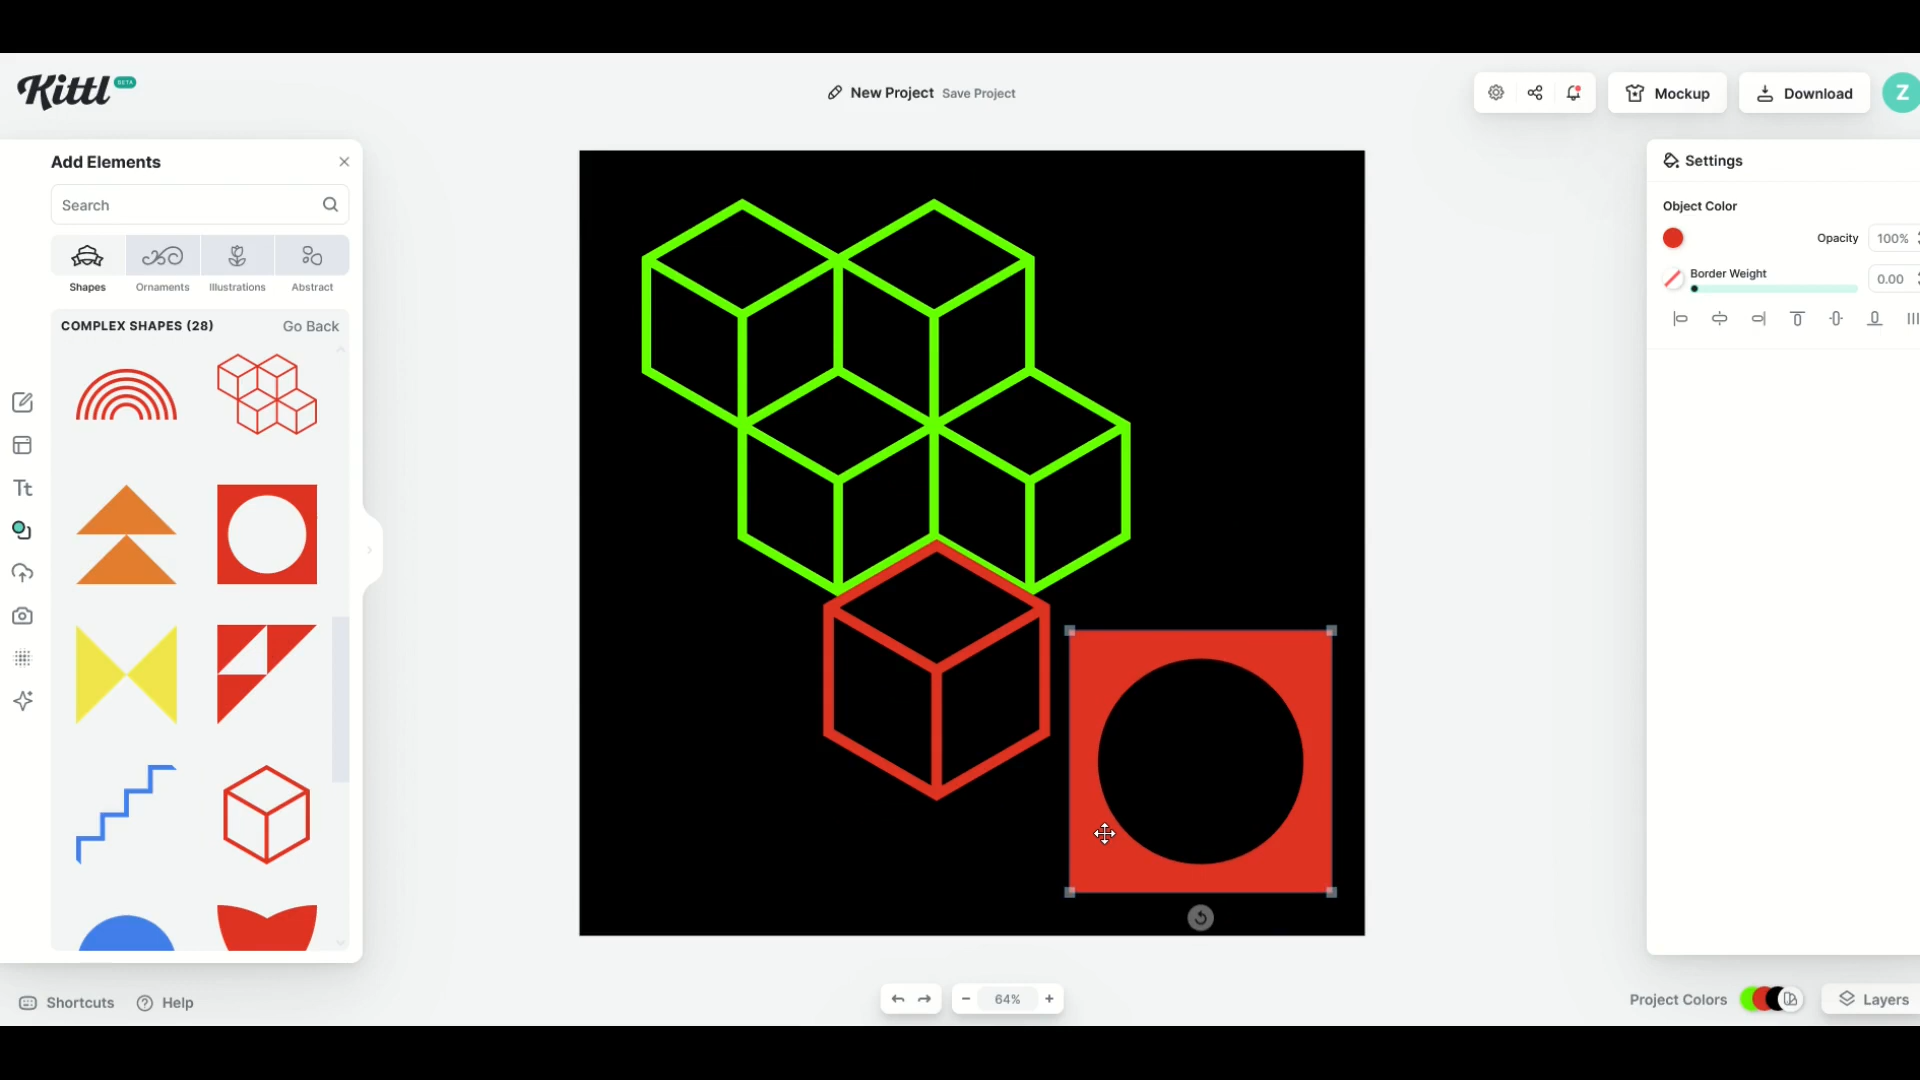 Kittl BETA
New Project Save Project
Mockup
Download
Z
Add Elements
Search
Shapes Ornaments Illustrations Abstract
COMPLEX SHAPES (28) Go Back
Tt
Settings
Object Color
Opacity 100%
Border Weight 0.00
Shortcuts
Help
64%
Project Colors
Layers